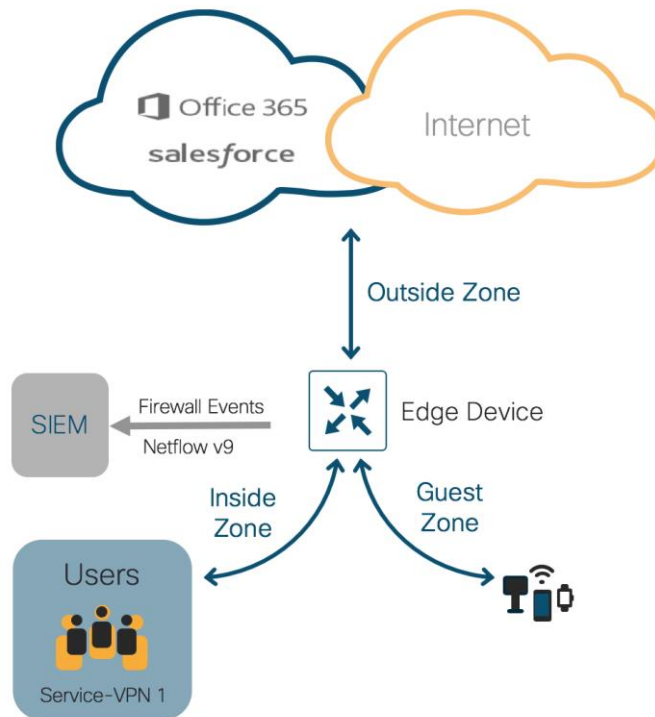 Office 365
salesforce
Internet
Outside Zone
SIEM
Firewall Events
Netflow v9
Edge Device
Inside
Zone
Guest
Zone
Users
Service-VPN 1